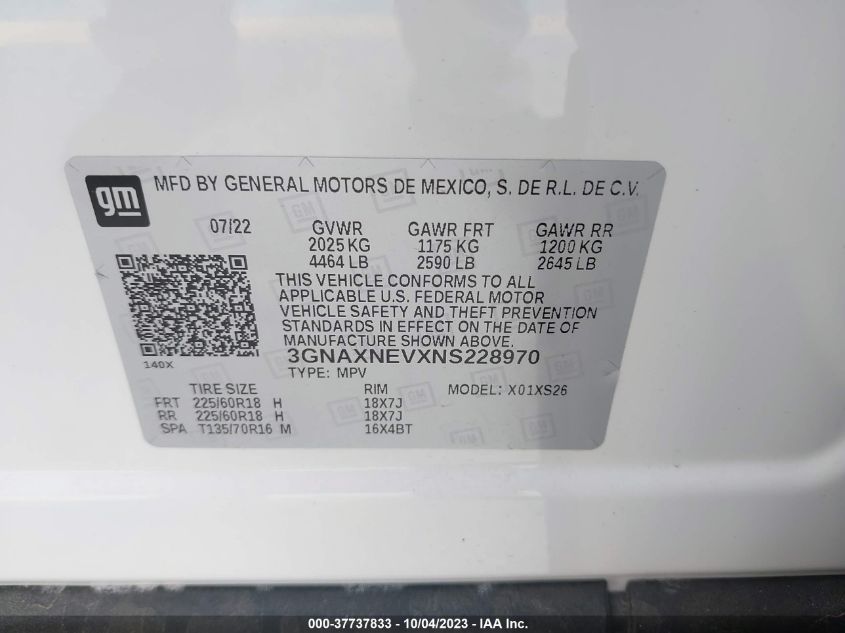 gm
MFD BY GENERAL MOTORS DE MEXICO, S. DE R.L. DE C.V.
07/22 GVWR GAWR FRT GAWR RR
2025 KG 1175 KG 1200 KG
4464 LB 2590 LB 2645 LB
THIS VEHICLE CONFORMS TO ALL
APPLICABLE U.S. FEDERAL MOTOR
VEHICLE SAFETY AND THEFT PREVENTION
STANDARDS IN EFFECT ON THE DATE OF
MANUFACTURE SHOWN ABOVE.
3GNAXNEVXNS228970
140X
TYPE: MPV
TIRE SIZE RIM MODEL: X01XS26
FRT 225/60R18 H 18X7J
RR 225/60R18 H 18X7J
SPA T135/70R16 M 16X4BT
000-37737833 - 10/04/2023 - Copyright © IAA, Inc.